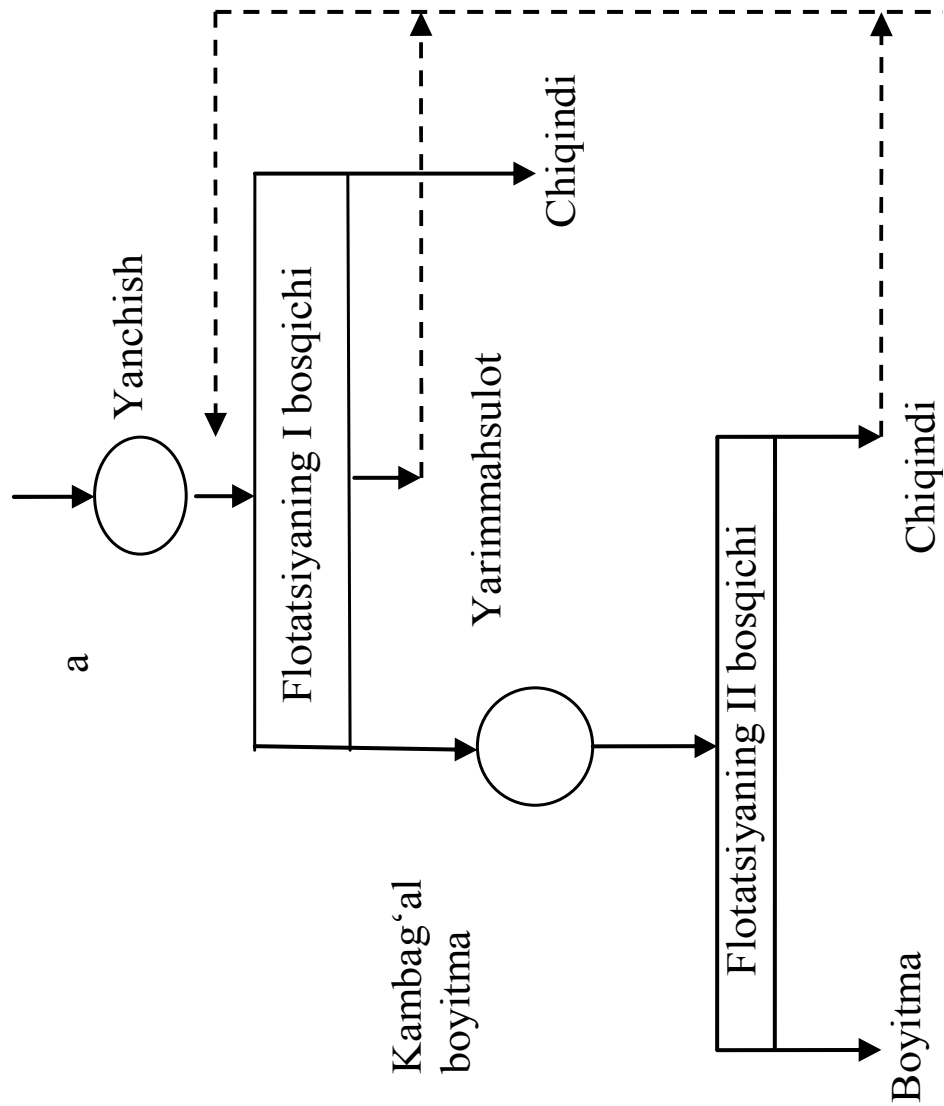 a
Yanchish
Flotatsiyaning I bosqichi
Chiqindi
Yarimmahsulot
Kambag‘al
boyitma
Flotatsiyaning II bosqichi
Boyitma
Chiqindi